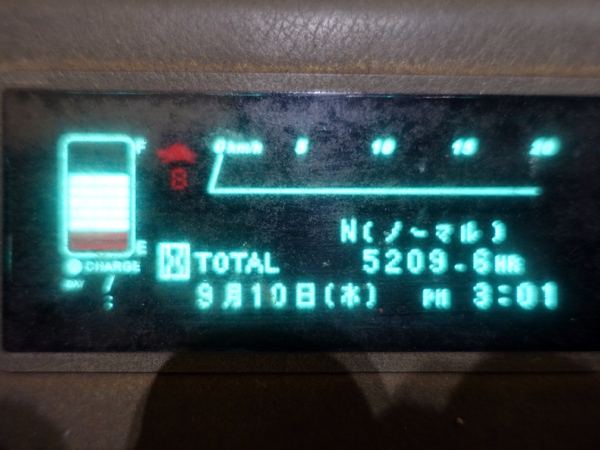 F
0km/h 5 10 15 20
8
N(ノーマル)
E
CHARGE
TOTAL 5209.6HR
9月10日(木) PM 3:01